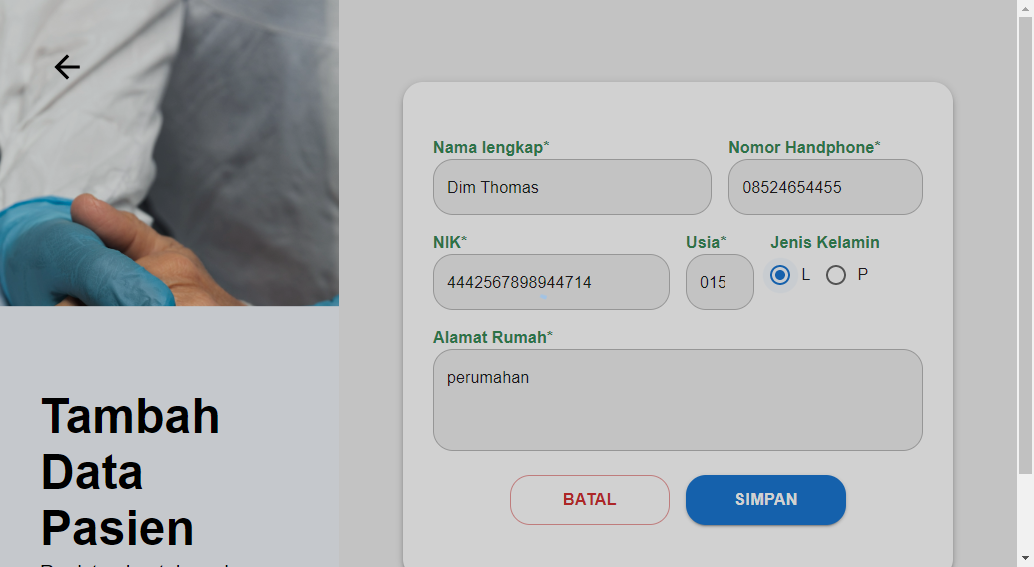 Nama lengkap*
Nomor Handphone*
Dim Thomas
08524654455
NIK*
Usia*
Jenis Kelamin
4442567898944714
015
L
P
Alamat Rumah*
perumahan
BATAL
SIMPAN
Tambah
Data
Pasien